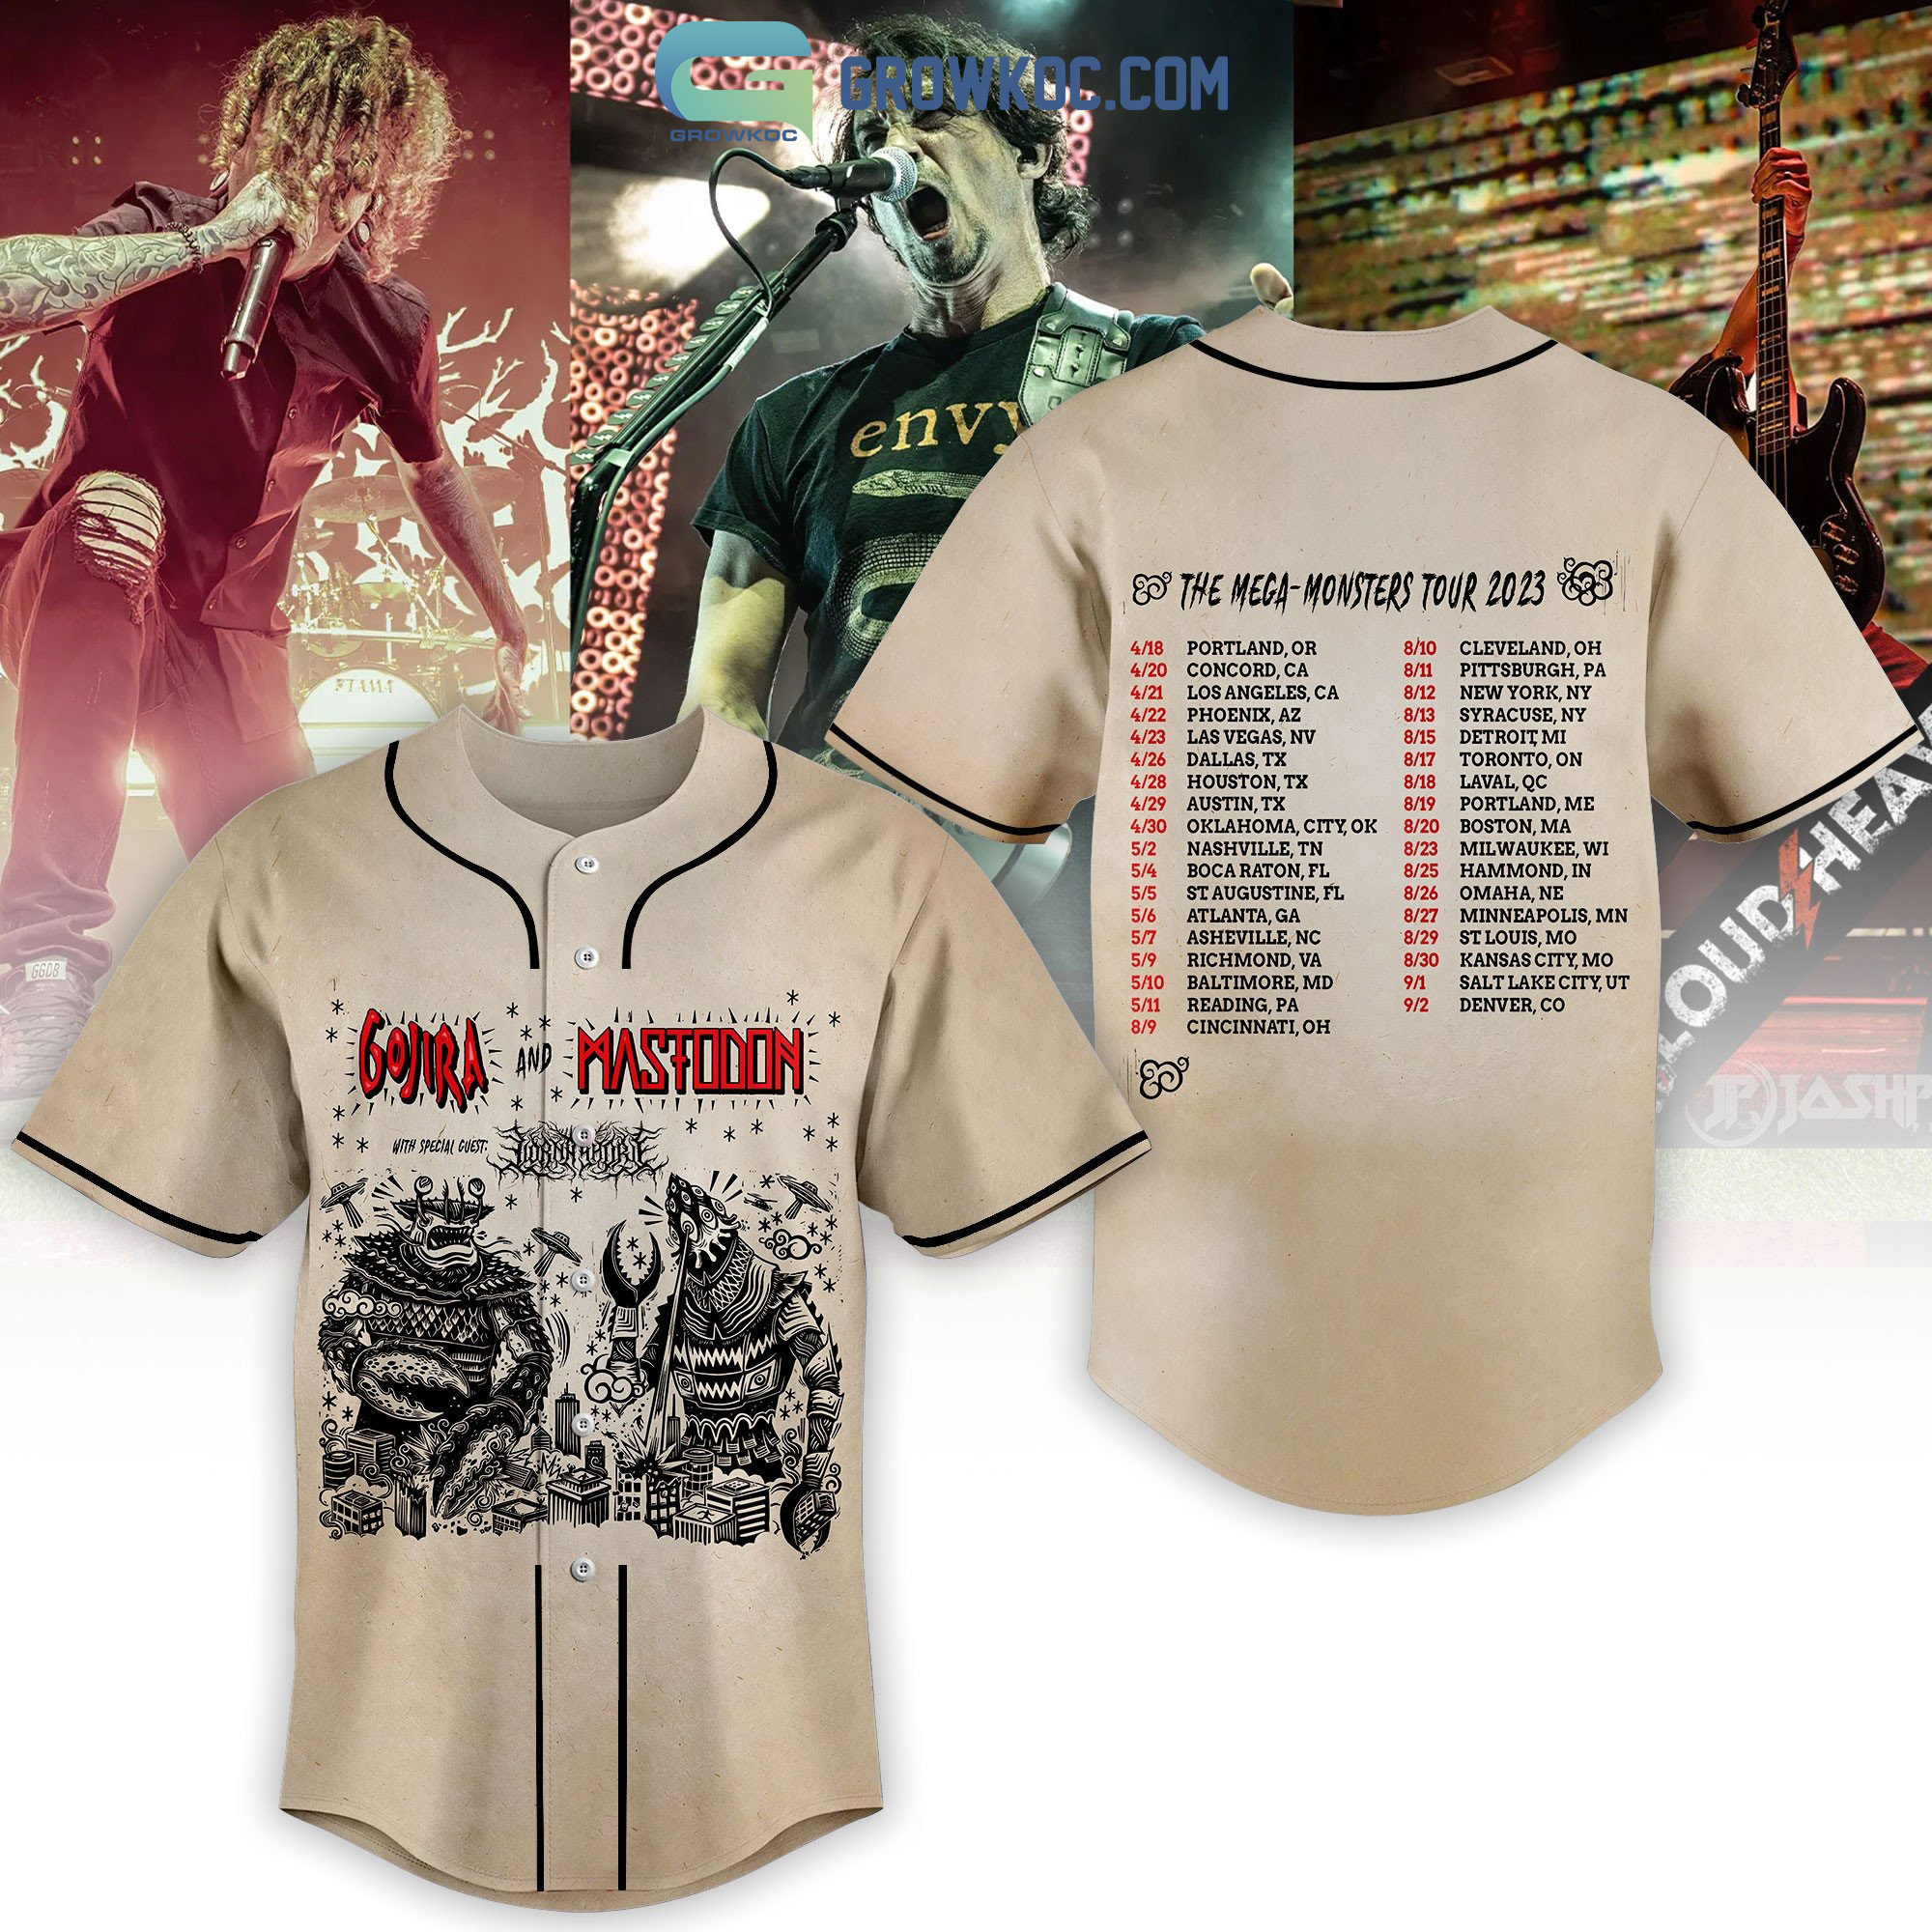 GROWKOC
GROWKOC.COM
envy
TAMA
GGDB
GOJIRA AND MASTODON
WITH SPECIAL GUEST: LORNA SHORE
THE MEGA-MONSTERS TOUR 2023
4/18 PORTLAND, OR
4/20 CONCORD, CA
4/21 LOS ANGELES, CA
4/22 PHOENIX, AZ
4/23 LAS VEGAS, NV
4/26 DALLAS, TX
4/28 HOUSTON, TX
4/29 AUSTIN, TX
4/30 OKLAHOMA, CITY, OK
5/2 NASHVILLE, TN
5/4 BOCA RATON, FL
5/5 ST AUGUSTINE, FL
5/6 ATLANTA, GA
5/7 ASHEVILLE, NC
5/9 RICHMOND, VA
5/10 BALTIMORE, MD
5/11 READING, PA
8/9 CINCINNATI, OH
8/10 CLEVELAND, OH
8/11 PITTSBURGH, PA
8/12 NEW YORK, NY
8/13 SYRACUSE, NY
8/15 DETROIT, MI
8/17 TORONTO, ON
8/18 LAVAL, QC
8/19 PORTLAND, ME
8/20 BOSTON, MA
8/23 MILWAUKEE, WI
8/25 HAMMOND, IN
8/26 OMAHA, NE
8/27 MINNEAPOLIS, MN
8/29 ST LOUIS, MO
8/30 KANSAS CITY, MO
9/1 SALT LAKE CITY, UT
9/2 DENVER, CO
LOUD HEAV
JP JOSH